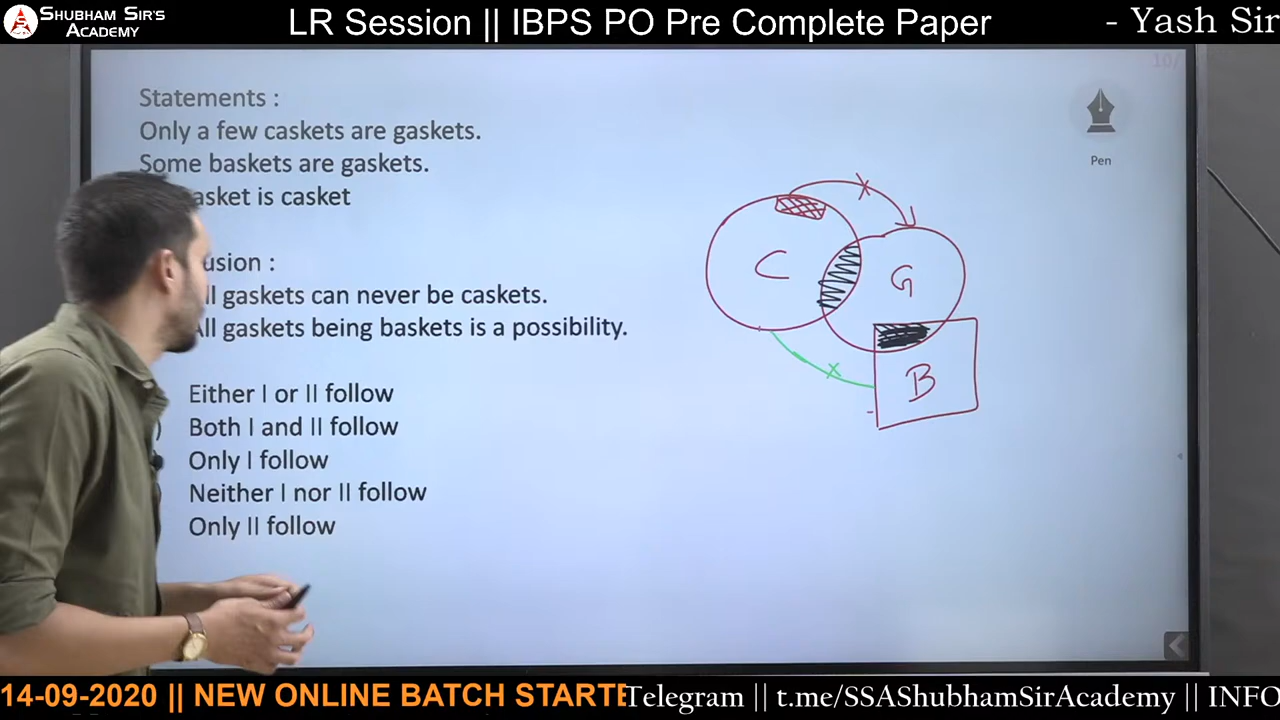 SHUBHAM SIR'S
ACADEMY
LR Session || IBPS PO Pre Complete Paper
- Yash Sir
Statements :
Only a few caskets are gaskets.
Some baskets are gaskets.
asket is casket
usion :
ll gaskets can never be caskets.
All gaskets being baskets is a possibility.
Either I or II follow
) Both I and II follow
Only I follow
) Neither I nor II follow
Only II follow
Pen
C
G
B
14-09-2020 || NEW ONLINE BATCH STARTE
Telegram || t.me/SSAShubhamSirAcademy || INFO